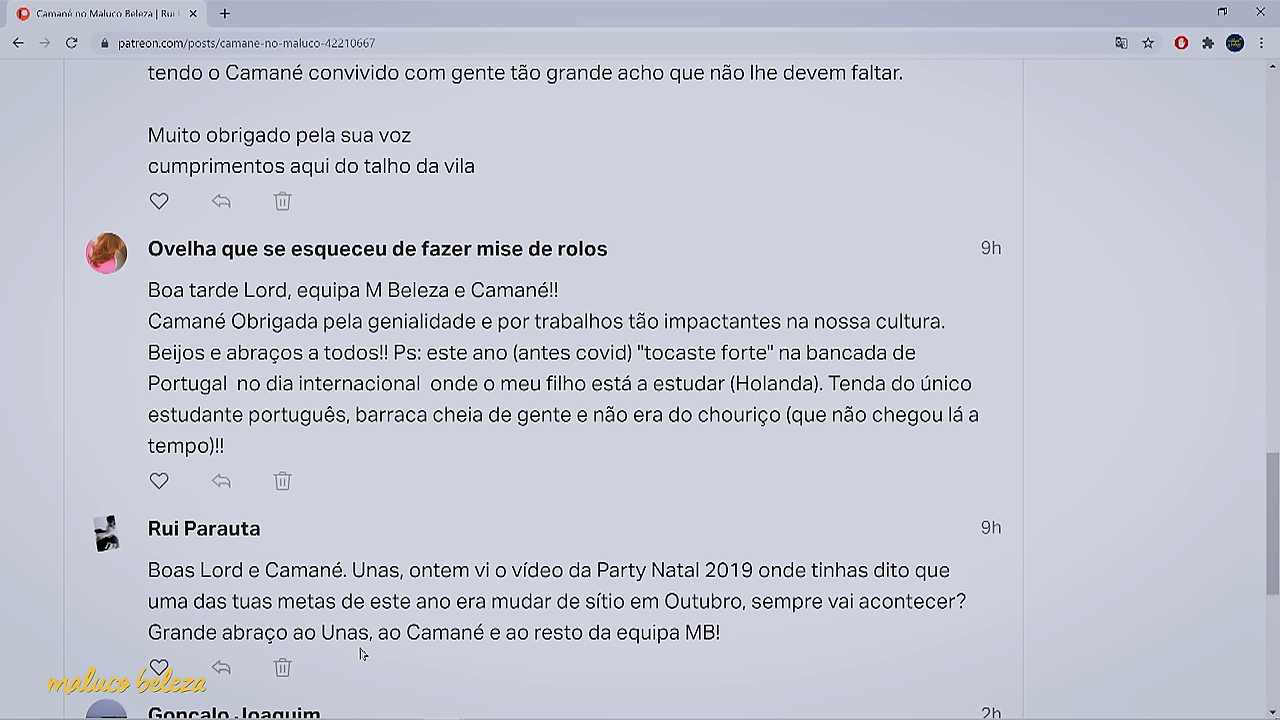 Camané no Maluco Beleza | Rui
patreon.com/posts/camane-no-maluco-42210667
tendo o Camané convivido com gente tão grande acho que não lhe devem faltar.
Muito obrigado pela sua voz
cumprimentos aqui do talho da vila
Ovelha que se esqueceu de fazer mise de rolos
9h
Boa tarde Lord, equipa M Beleza e Camané!!
Camané Obrigada pela genialidade e por trabalhos tão impactantes na nossa cultura.
Beijos e abraços a todos!! Ps: este ano (antes covid) "tocaste forte" na bancada de
Portugal no dia internacional onde o meu filho está a estudar (Holanda). Tenda do único
estudante português, barraca cheia de gente e não era do chouriço (que não chegou lá a
tempo)!!
Rui Parauta
9h
Boas Lord e Camané. Unas, ontem vi o vídeo da Party Natal 2019 onde tinhas dito que
uma das tuas metas de este ano era mudar de sítio em Outubro, sempre vai acontecer?
Grande abraço ao Unas, ao Camané e ao resto da equipa MB!
maluco beleza
Gonçalo Joaquim
2h